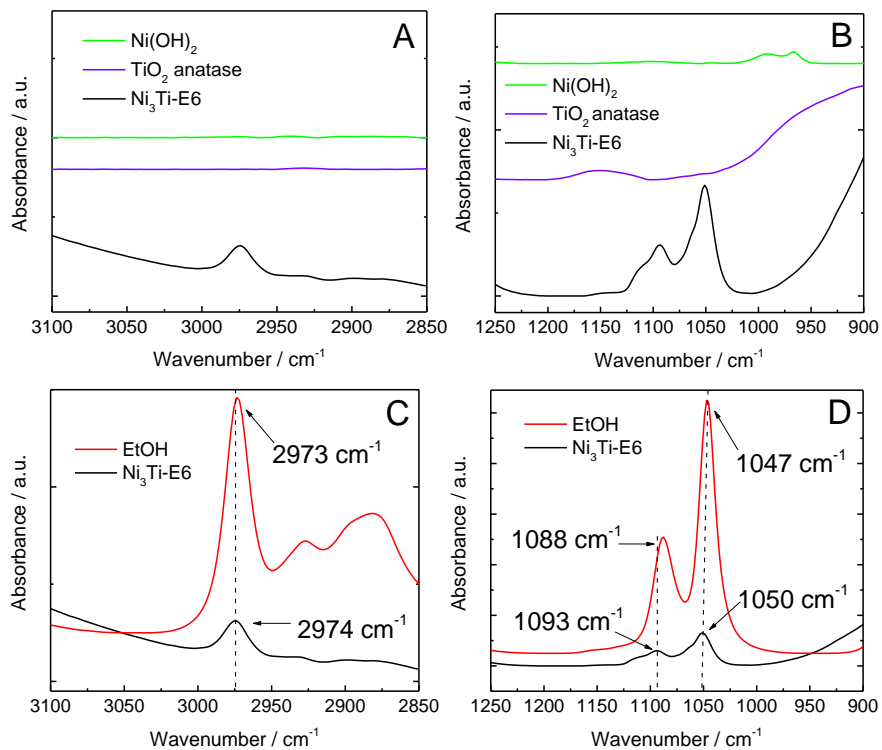 A
Ni(OH)₂
TiO₂ anatase
Ni₃Ti-E6
Absorbance / a.u.
3100 3050 3000 2950 2900 2850
Wavenumber / cm⁻¹
B
Ni(OH)₂
TiO₂ anatase
Ni₃Ti-E6
Absorbance / a.u.
1250 1200 1150 1100 1050 1000 950 900
Wavenumber / cm⁻¹
C
EtOH
Ni₃Ti-E6
2973 cm⁻¹
2974 cm⁻¹
Absorbance / a.u.
3100 3050 3000 2950 2900 2850
Wavenumber / cm⁻¹
D
EtOH
Ni₃Ti-E6
1047 cm⁻¹
1088 cm⁻¹
1093 cm⁻¹
1050 cm⁻¹
Absorbance / a.u.
1250 1200 1150 1100 1050 1000 950 900
Wavenumber / cm⁻¹